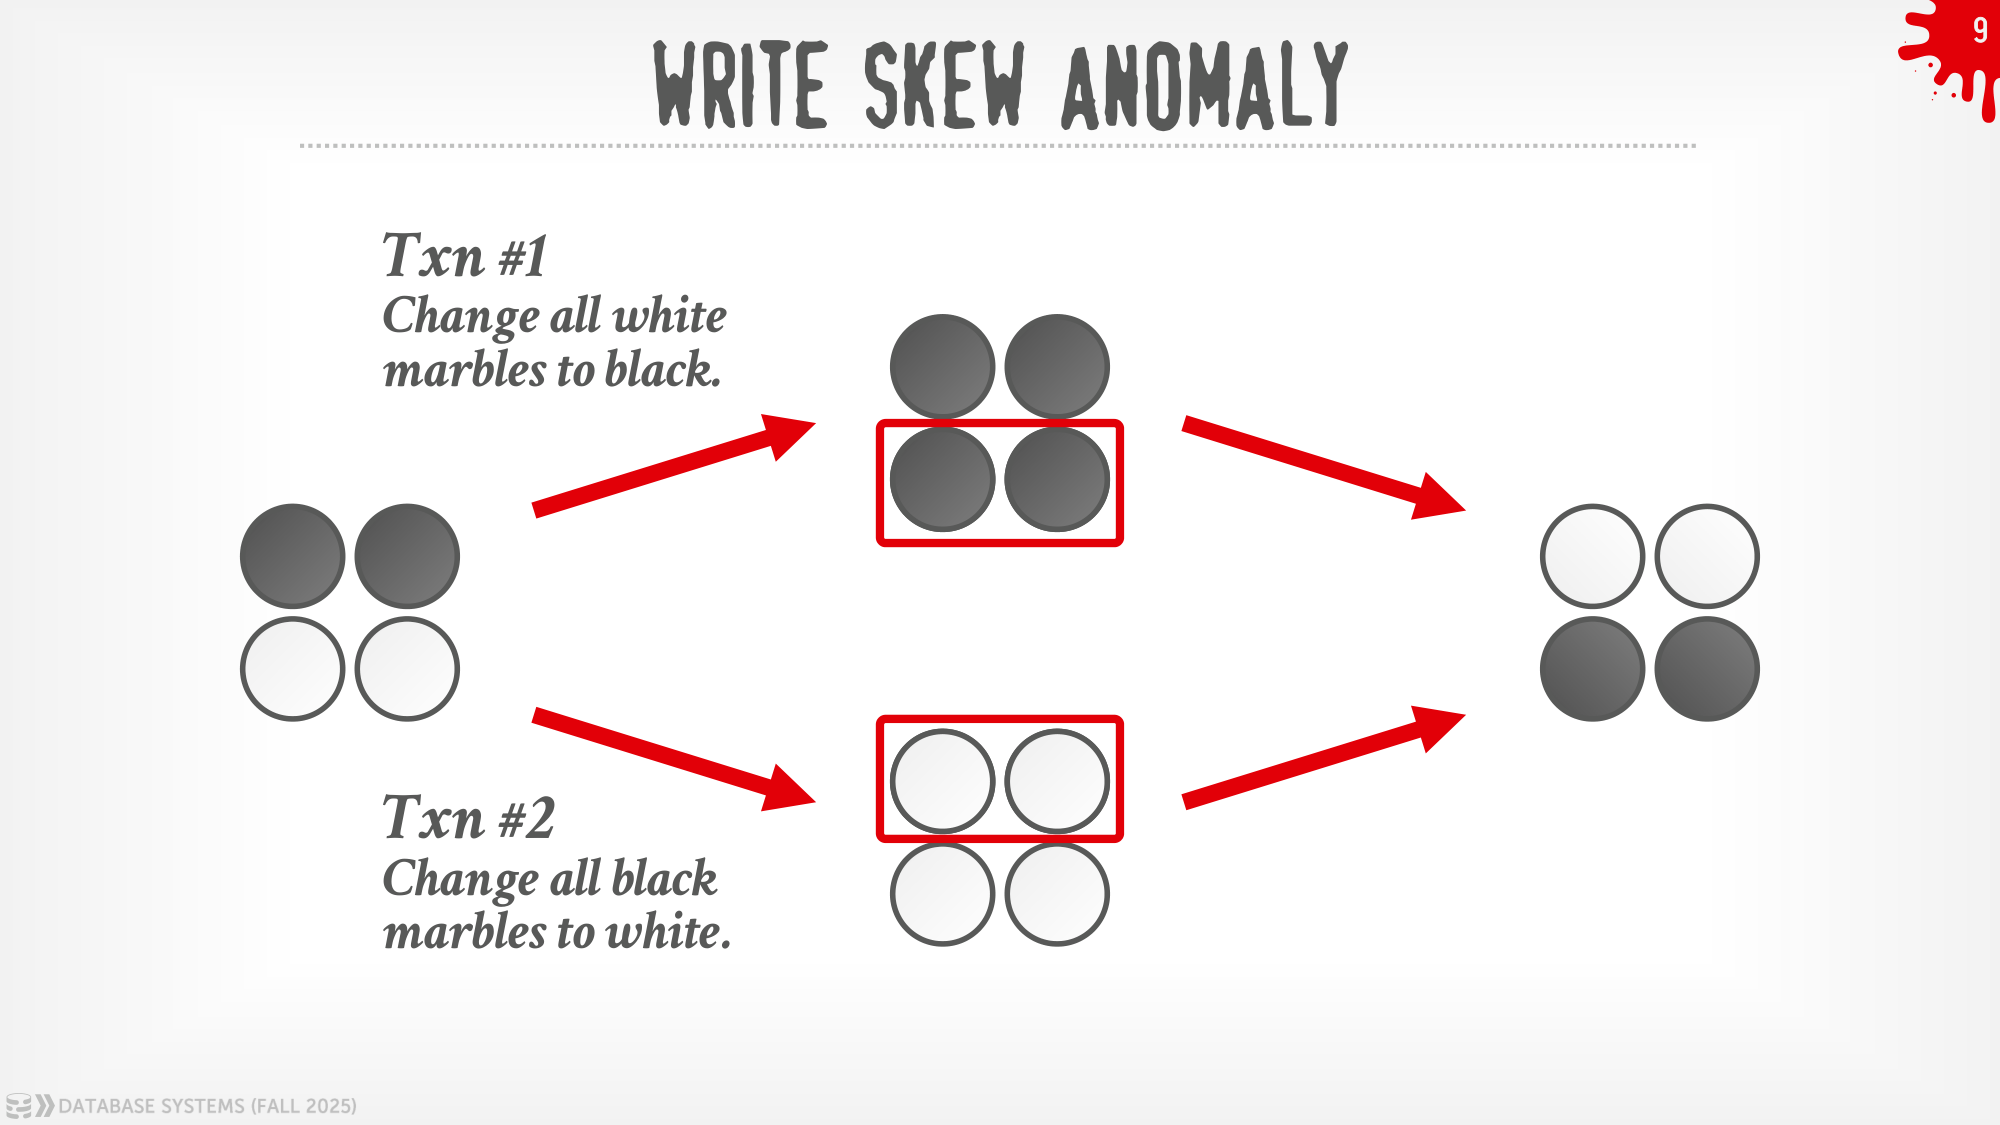 9
WRITE SKEW ANOMALY
Txn #1
Change all white
marbles to black.
Txn #2
Change all black
marbles to white.
DATABASE SYSTEMS (FALL 2025)